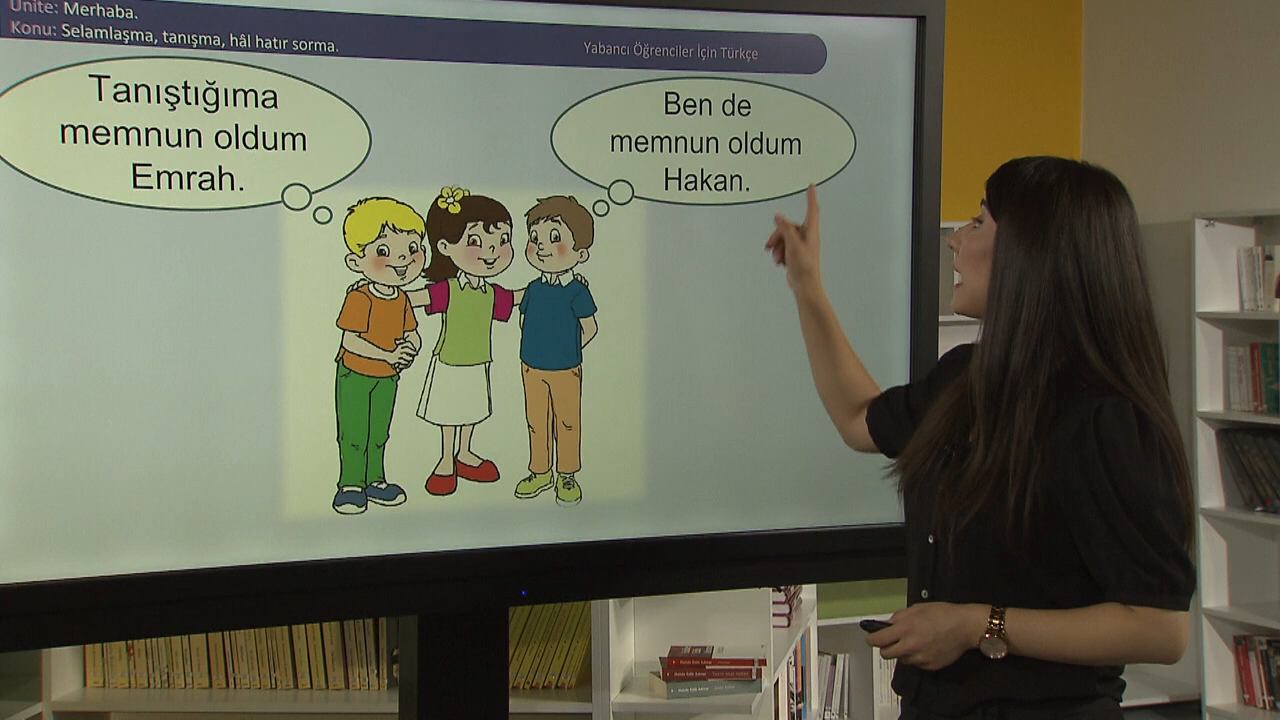 Ünite: Merhaba.
Konu: Selamlaşma, tanışma, hâl hatır sorma.
Yabancı Öğrenciler İçin Türkçe
Tanıştığıma
memnun oldum
Emrah.
Ben de
memnun oldum
Hakan.